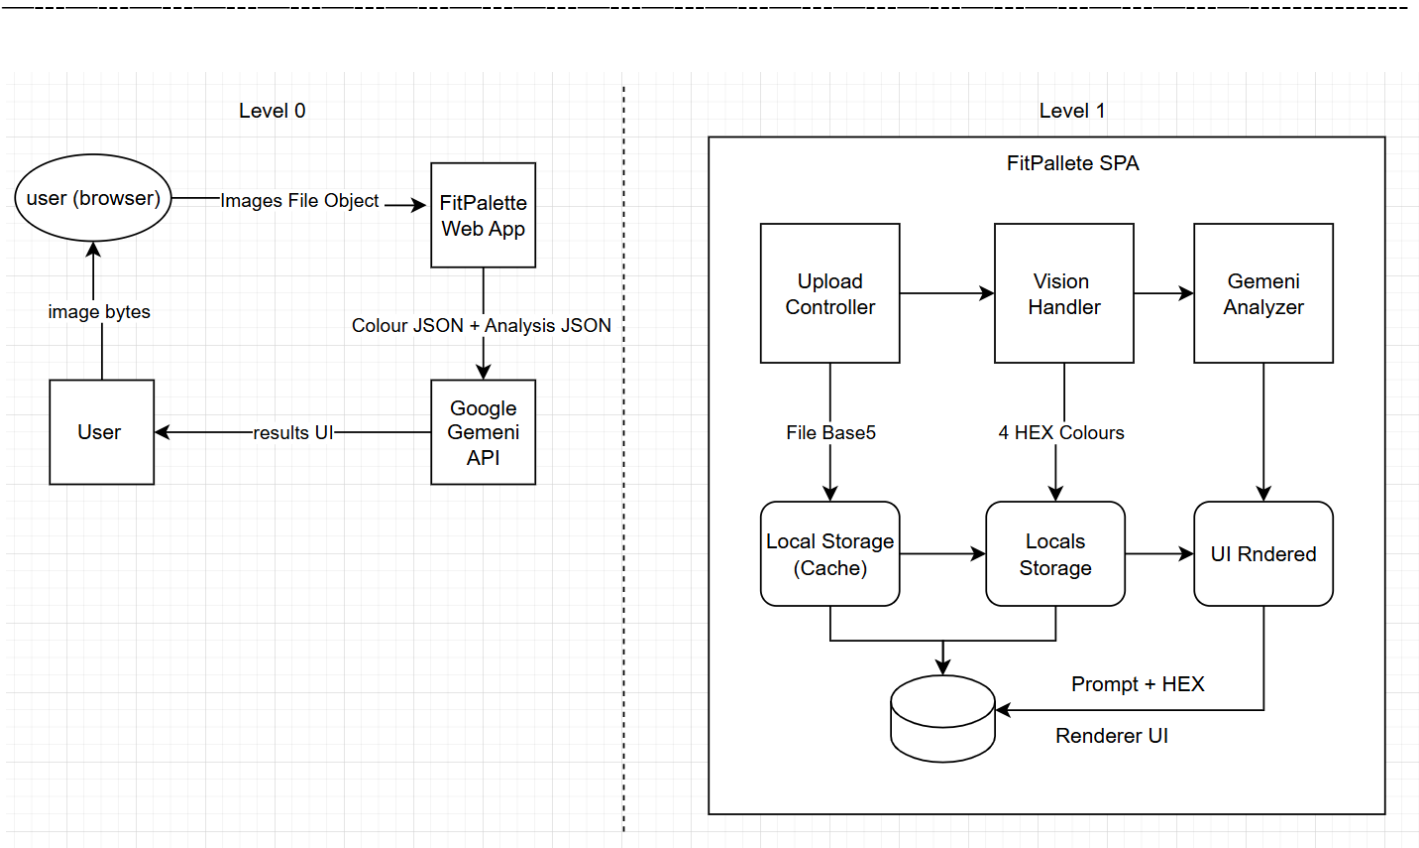 Level 0
user (browser)
Images File Object
FitPalette
Web App
image bytes
Colour JSON + Analysis JSON
User
results UI
Google
Gemeni
API
Level 1
FitPallete SPA
Upload
Controller
Vision
Handler
Gemeni
Analyzer
File Base5
4 HEX Colours
Local Storage
(Cache)
Locals
Storage
UI Rndered
Prompt + HEX
Renderer UI